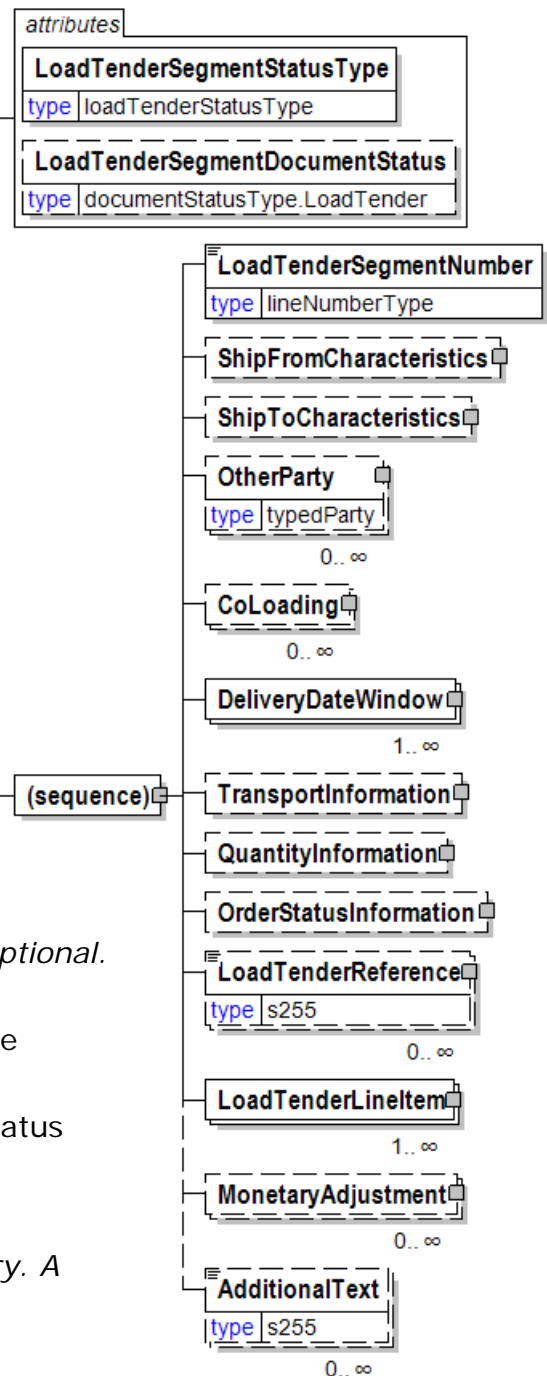 attributes
LoadTenderSegmentStatusType
type loadTenderStatusType
LoadTenderSegmentDocumentStatus
type documentStatusType.LoadTender
LoadTenderSegmentNumber
type lineNumberType
ShipFromCharacteristics
ShipToCharacteristics
OtherParty
type typedParty
0.. ∞
CoLoading
0.. ∞
DeliveryDateWindow
1.. ∞
(sequence)
TransportInformation
QuantityInformation
OrderStatusInformation
ptional.
LoadTenderReference
type s255
0.. ∞
e
LoadTenderLineItem
1.. ∞
atus
MonetaryAdjustment
0.. ∞
y. A
AdditionalText
type s255
0.. ∞